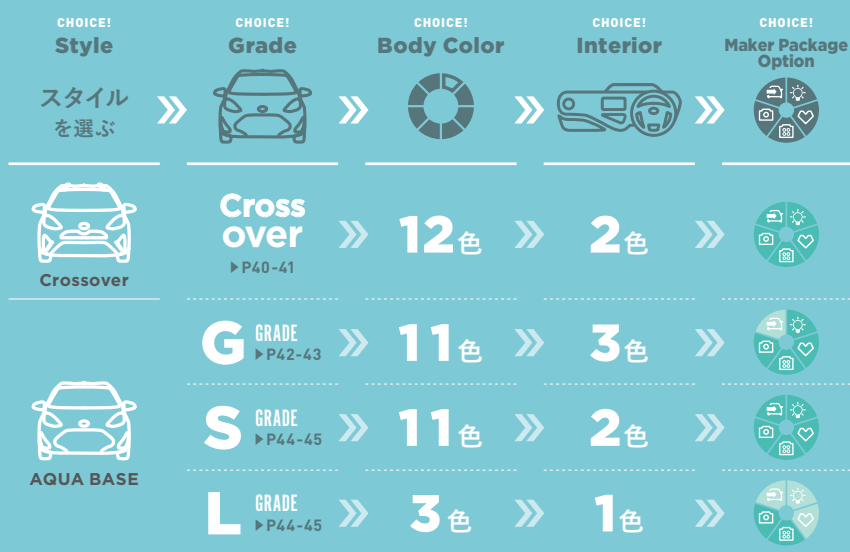 CHOICE!
Style
CHOICE!
Grade
CHOICE!
Body Color
CHOICE!
Interior
CHOICE!
Maker Package
Option
スタイル
を選ぶ
Crossover
Cross
over
▶P40-41
12色
2色
AQUA BASE
G GRADE
▶P42-43
11色
3色
S GRADE
▶P44-45
11色
2色
L GRADE
▶P44-45
3色
1色